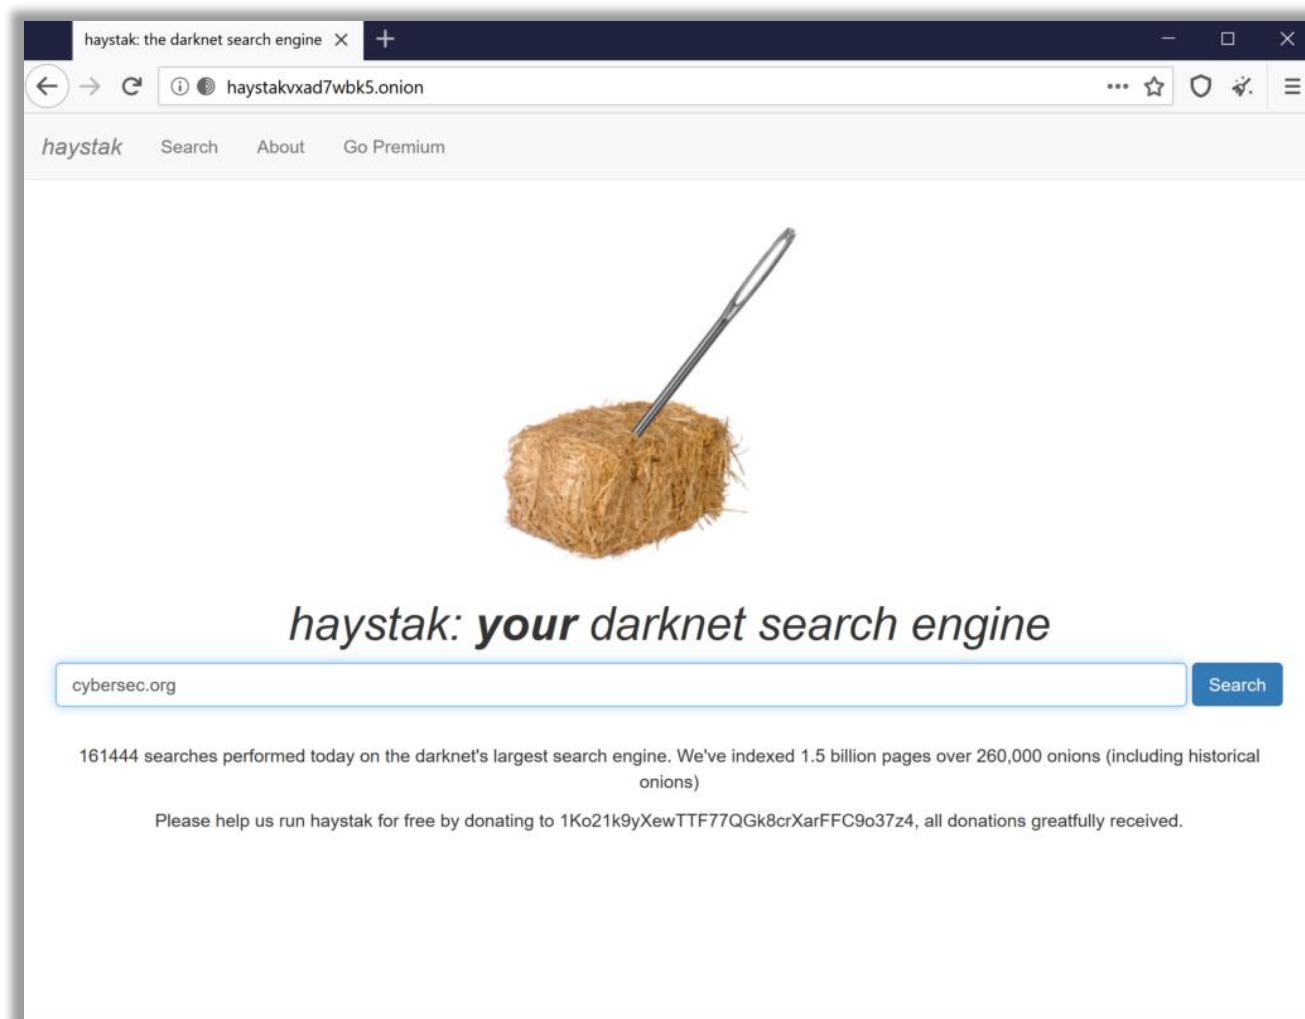 haystak: the darknet search engine
haystakvxad7wbk5.onion
haystak Search About Go Premium
haystak: your darknet search engine
cybersec.org Search
161444 searches performed today on the darknet's largest search engine. We've indexed 1.5 billion pages over 260,000 onions (including historical
onions)
Please help us run haystak for free by donating to 1Ko21k9yXewTTF77QGk8crXarFFC9o37z4, all donations greatfully received.